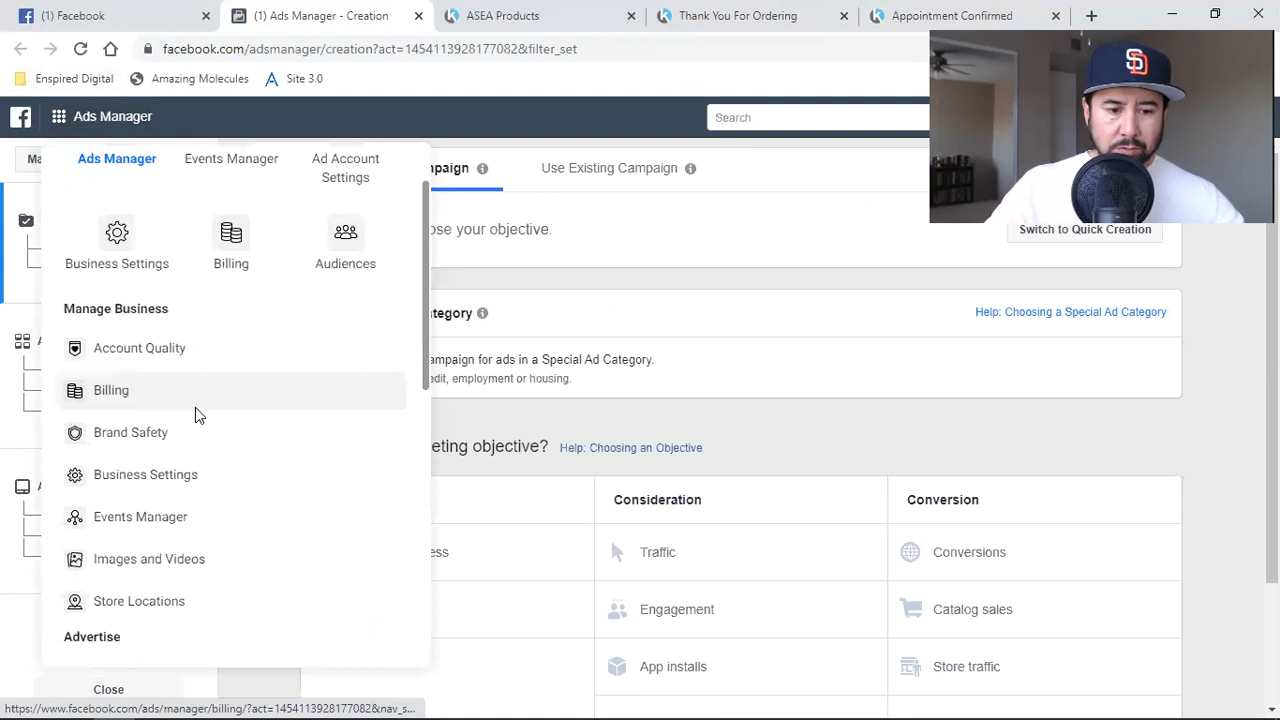 (1) Facebook
(1) Ads Manager - Creation
ASEA Products
Thank You For Ordering
Appointment Confirmed
facebook.com/adsmanager/creation?act=1454113928177082&filter_set
Enspired Digital
Amazing Molecules
Site 3.0
SD
Ads Manager
Search
Ma
Ads Manager
Events Manager
Ad Account
Settings
Business Settings
Billing
Audiences
Manage Business
Account Quality
Billing
Brand Safety
Business Settings
Events Manager
Images and Videos
Store Locations
Advertise
Close
mpaign
Use Existing Campaign
ose your objective.
Switch to Quick Creation
tegory
Help: Choosing a Special Ad Category
ampaign for ads in a Special Ad Category.
edit, employment or housing.
eting objective?
Help: Choosing an Objective
Consideration
Conversion
ess
Traffic
Conversions
Engagement
Catalog sales
App installs
Store traffic
https://www.facebook.com/ads/manager/billing/?act=1454113928177082&nav_s...